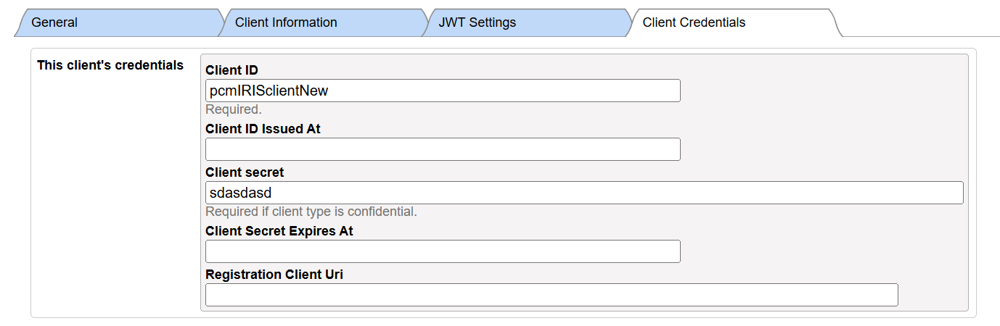 General
Client Information
JWT Settings
Client Credentials
This client's credentials
Client ID
pcmIRISclientNew
Required.
Client ID Issued At
Client secret
sdasdasd
Required if client type is confidential.
Client Secret Expires At
Registration Client Uri